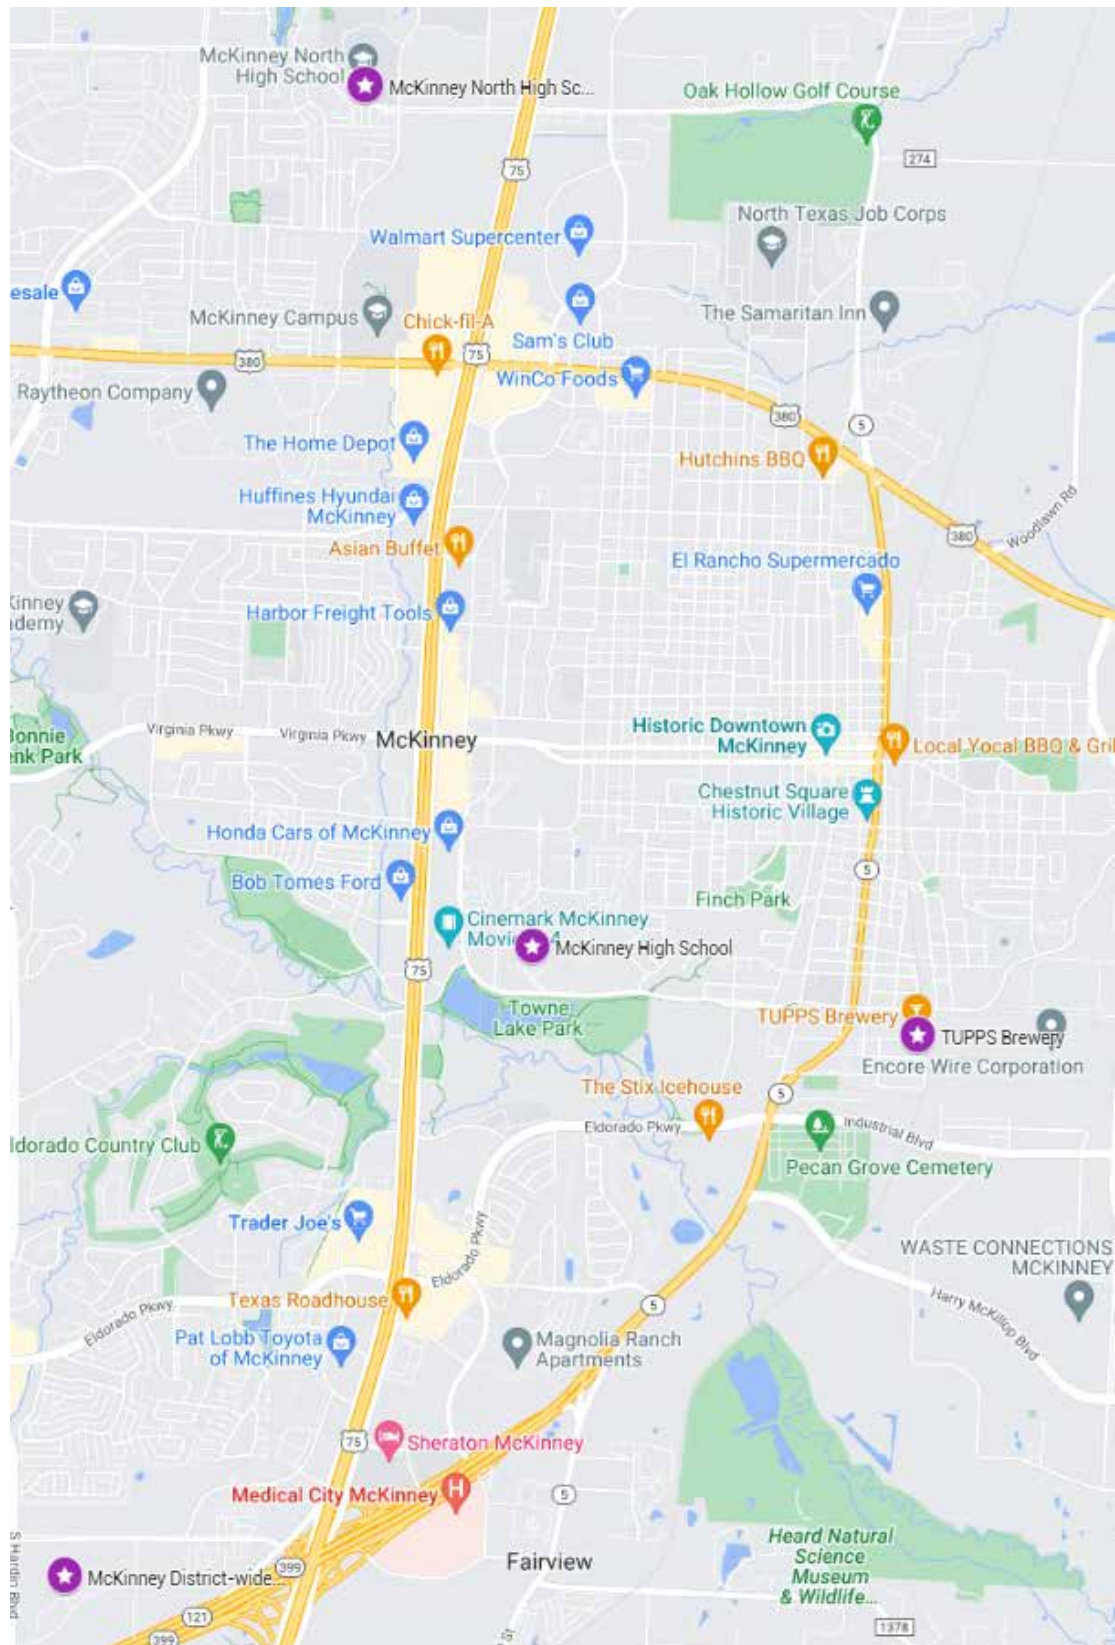 McKinney North
High School
McKinney North High Sc...
Oak Hollow Golf Course
75
274
North Texas Job Corps
Walmart Supercenter
esale
McKinney Campus
Chick-fil-A
The Samaritan Inn
Sam's Club
380
75
WinCo Foods
Raytheon Company
380
5
The Home Depot
Hutchins BBQ
Huffines Hyundai
McKinney
Woodlawn Rd
380
Asian Buffet
El Rancho Supermercado
Kinney
ademy
Harbor Freight Tools
Bonnie
enk Park
Virginia Pkwy
Virginia Pkwy
McKinney
Historic Downtown
McKinney
Local Yocal BBQ & Gril
Chestnut Square
Historic Village
Honda Cars of McKinney
5
Bob Tomes Ford
Finch Park
Cinemark McKinney
Movie 4
McKinney High School
75
Towne
Lake Park
TUPPS Brewery
TUPPS Brewery
Encore Wire Corporation
The Stix Icehouse
5
Eldorado Pkwy
Industrial Blvd
ldorado Country Club
Pecan Grove Cemetery
Trader Joe's
Eldorado Pkwy
WASTE CONNECTIONS
MCKINNEY
Texas Roadhouse
Eldorado Pkwy
5
Harry McKillop Blvd
Pat Lobb Toyota
of McKinney
Magnolia Ranch
Apartments
75
Sheraton McKinney
Medical City McKinney
5
S Hardin Blvd
Fairview
Heard Natural
Science
Museum
& Wildlife...
399
McKinney District-wide...
121
399
St
1378